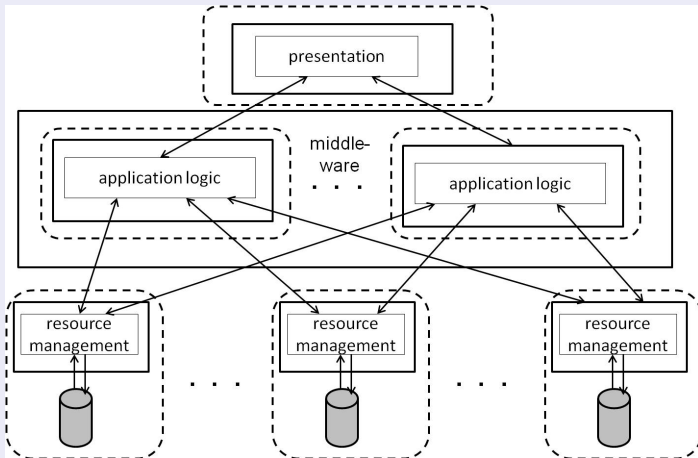 presentation
middle-
ware
. . .
application logic
application logic
resource
management
resource
management
resource
management
. . .
. . .